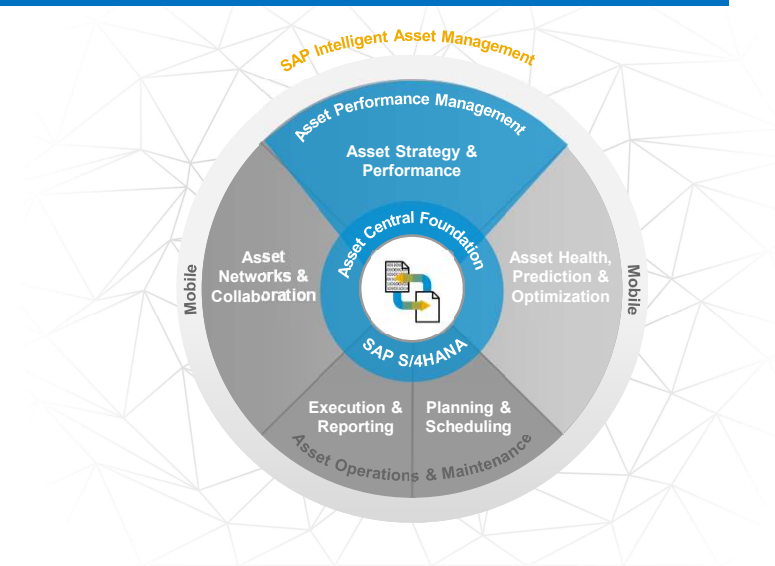 SAP Intelligent Asset Management
Asset Performance Management
Asset Strategy &
Performance
Asset Central Foundation
Mobile
Asset
Networks &
Collaboration
Asset Health,
Prediction &
Optimization
Mobile
SAP S/4HANA
Execution &
Reporting
Planning &
Scheduling
Asset Operations & Maintenance